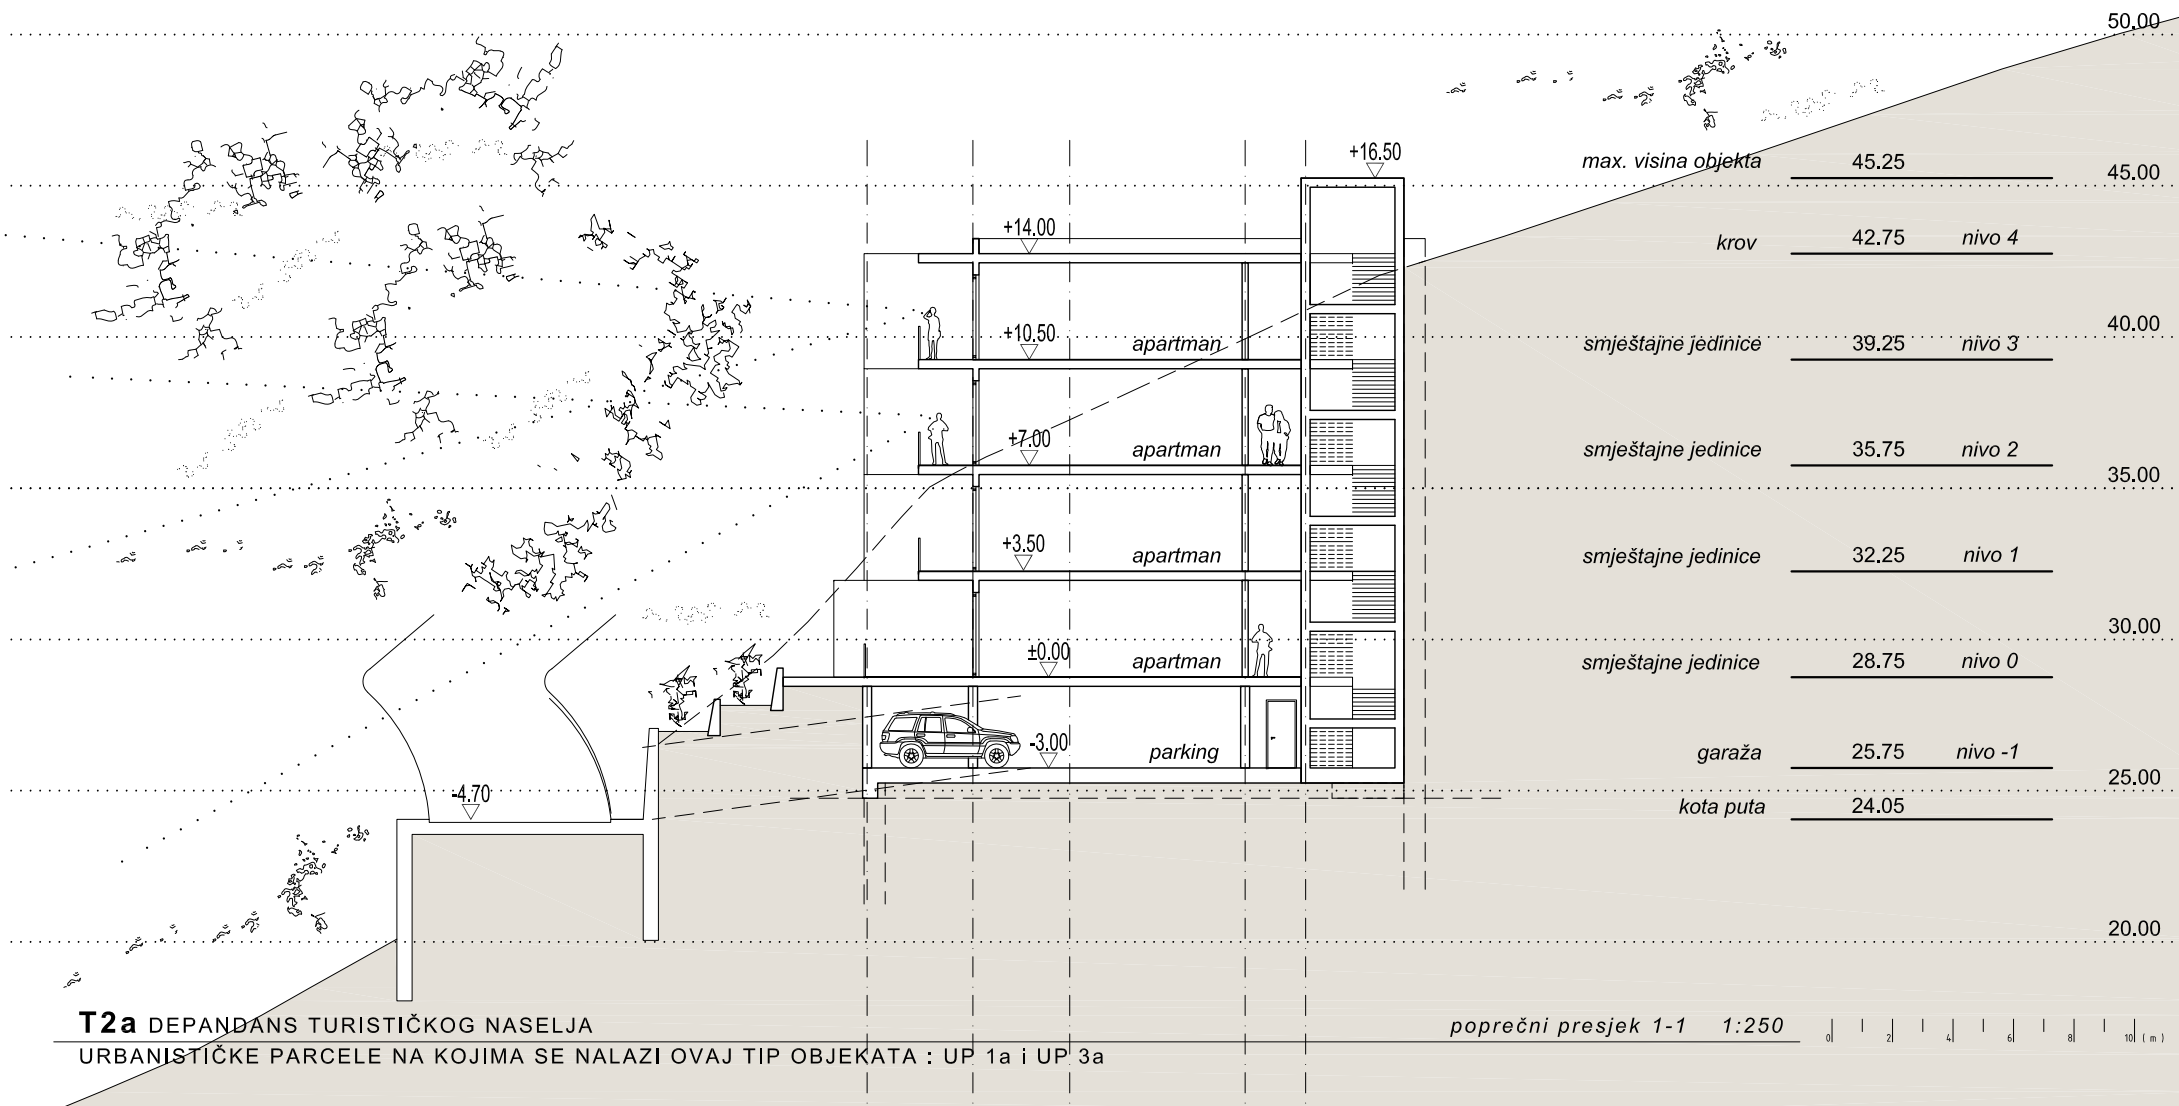 50.00
+16.50
max. visina objekta 45.25
45.00
+14.00
krov 42.75 nivo 4
40.00
+10.50 apartman
smještajne jedinice 39.25 nivo 3
+7.00 apartman
smještajne jedinice 35.75 nivo 2
35.00
+3.50 apartman
smještajne jedinice 32.25 nivo 1
30.00
±0.00 apartman
smještajne jedinice 28.75 nivo 0
-3.00 parking
garaža 25.75 nivo -1
25.00
-4.70
kota puta 24.05
20.00
T2a DEPANDANS TURISTIČKOG NASELJA
poprečni presjek 1-1 1:250
0 2 4 6 8 10 ( m )
URBANISTIČKE PARCELE NA KOJIMA SE NALAZI OVAJ TIP OBJEKATA : UP 1a i UP 3a